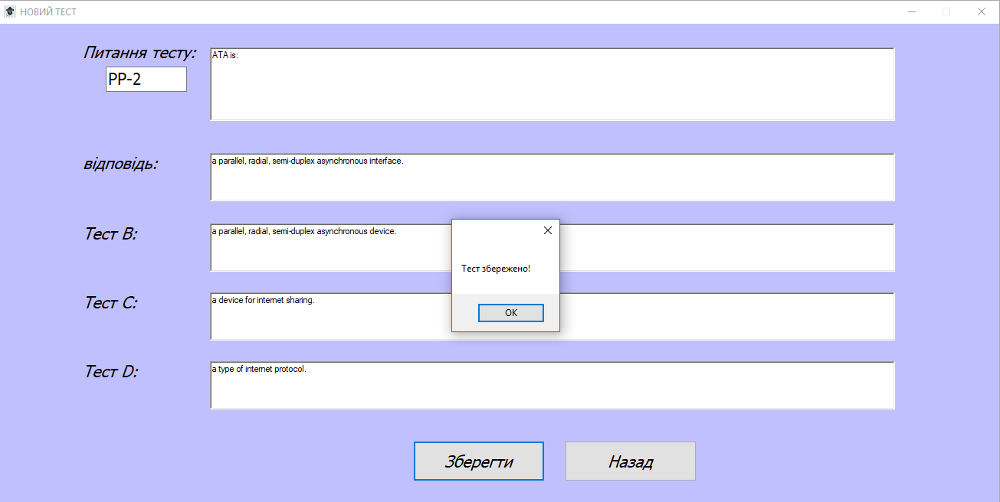 НОВИЙ ТЕСТ
Питання тесту:
ATA is:
PP-2
відповідь:
a parallel, radial, semi-duplex asynchronous interface.
Тест B:
a parallel, radial, semi-duplex asynchronous device.
Тест збережено!
Тест C:
a device for internet sharing.
OK
Тест D:
a type of internet protocol.
Зберегти
Назад